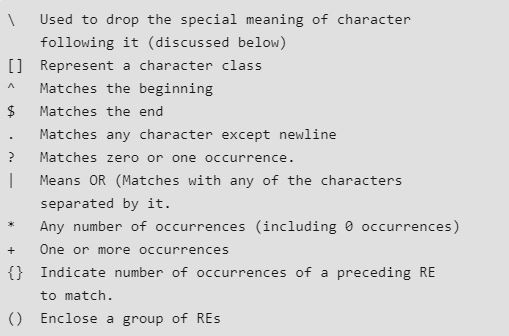 \ Used to drop the special meaning of character
following it (discussed below)
[] Represent a character class
^ Matches the beginning
$ Matches the end
. Matches any character except newline
? Matches zero or one occurrence.
| Means OR (Matches with any of the characters
separated by it.
* Any number of occurrences (including 0 occurrences)
+ One or more occurrences
{} Indicate number of occurrences of a preceding RE
to match.
() Enclose a group of REs